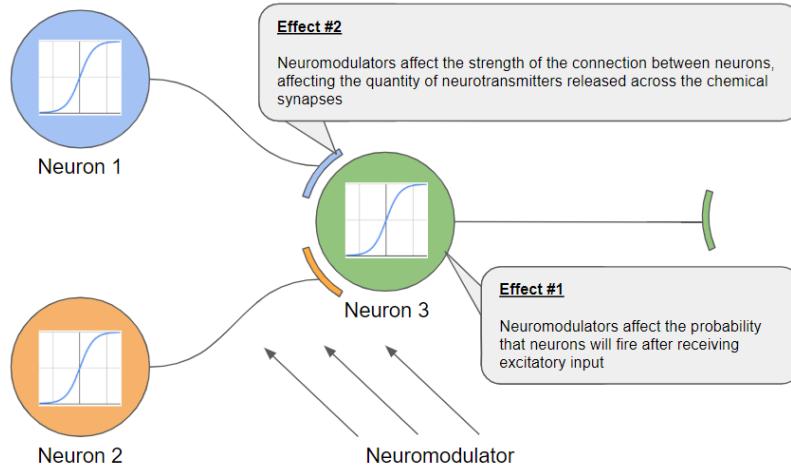 Effect #2
Neuromodulators affect the strength of the connection between neurons,
affecting the quantity of neurotransmitters released across the chemical
synapses
Neuron 1
Neuron 3
Effect #1
Neuromodulators affect the probability
that neurons will fire after receiving
excitatory input
Neuron 2
Neuromodulator